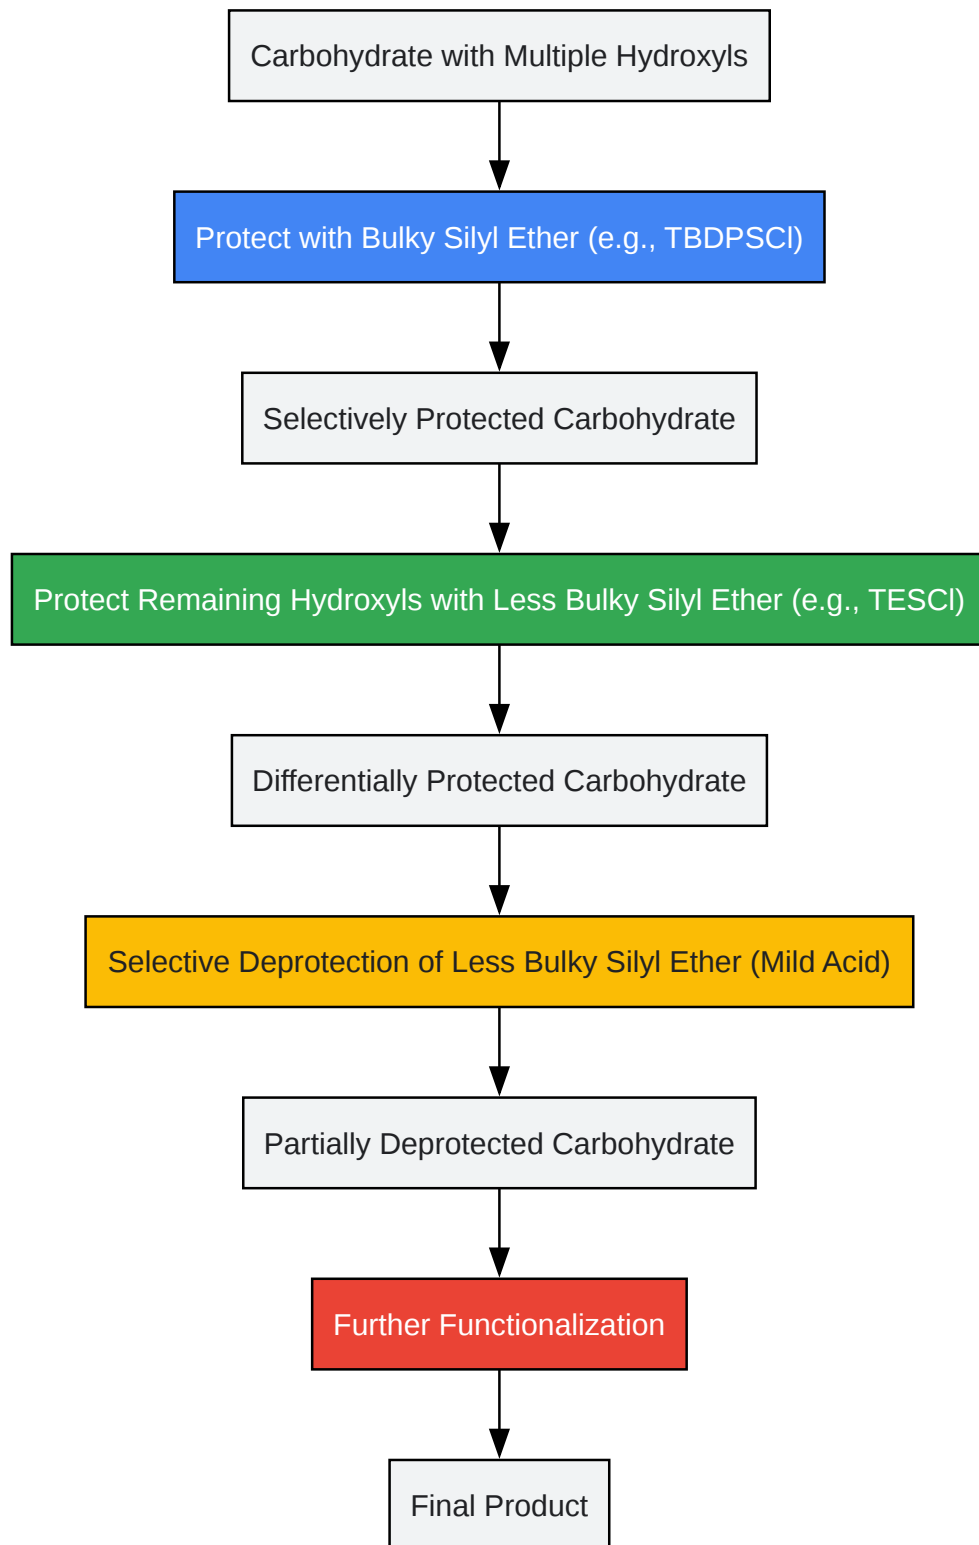 Carbohydrate with Multiple Hydroxyls
Protect with Bulky Silyl Ether (e.g., TBDPSCl)
Selectively Protected Carbohydrate
Protect Remaining Hydroxyls with Less Bulky Silyl Ether (e.g., TESCl)
Differentially Protected Carbohydrate
Selective Deprotection of Less Bulky Silyl Ether (Mild Acid)
Partially Deprotected Carbohydrate
Further Functionalization
Final Product